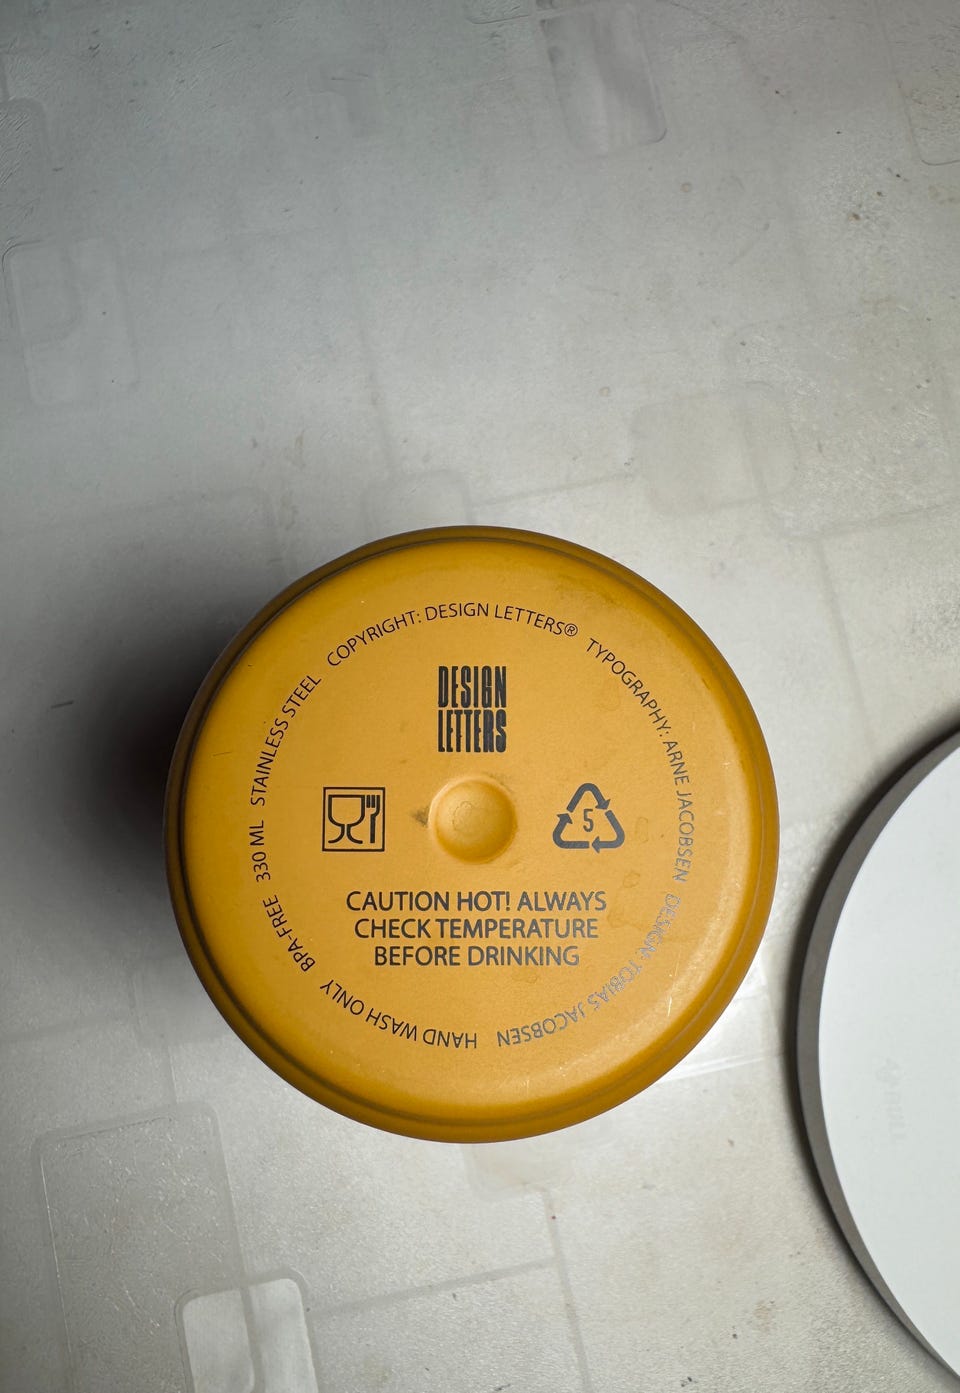 COPYRIGHT: DESIGN LETTERS®
TYPOGRAPHY: ARNE JACOBSEN
DESIGN: TOBIAS JACOBSEN
HAND WASH ONLY
BPA-FREE
330 ML
STAINLESS STEEL
DESIGN
LETTERS
5
CAUTION HOT! ALWAYS
CHECK TEMPERATURE
BEFORE DRINKING